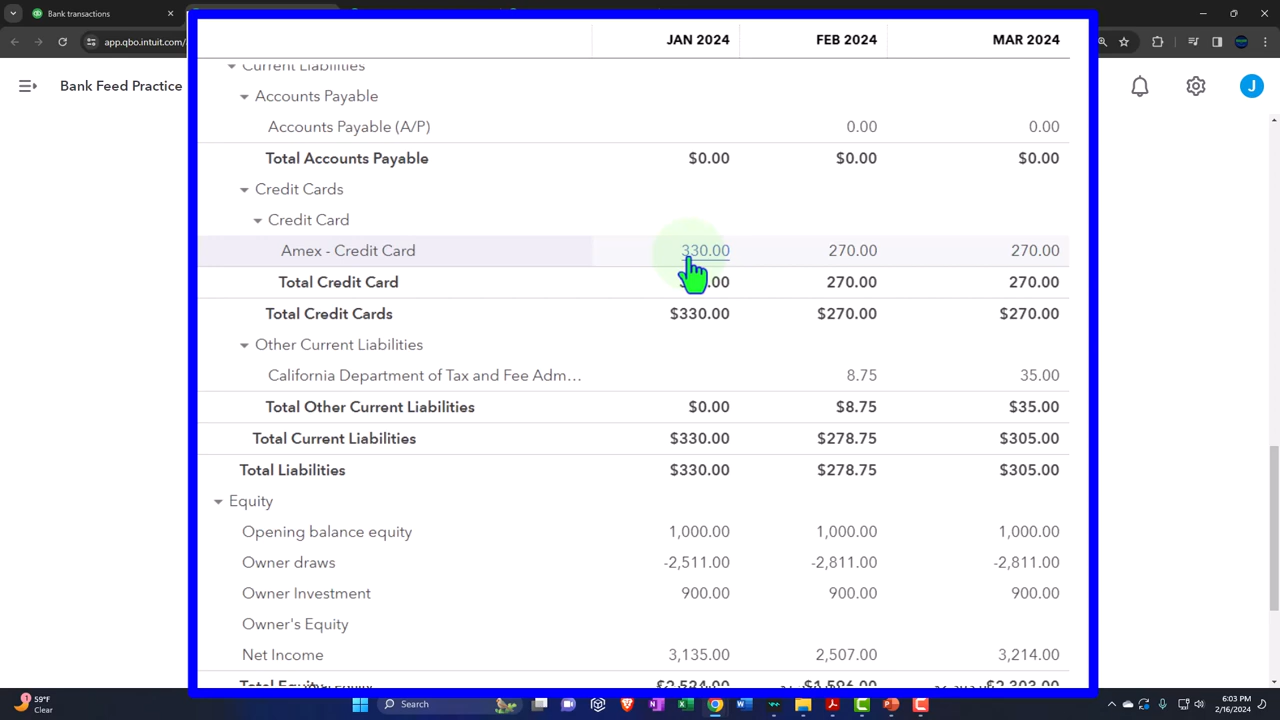 Bank transact
app.qbo.intuit.com/
JAN 2024 FEB 2024 MAR 2024
Bank Feed Practice
J
Current Liabilities
Accounts Payable
Accounts Payable (A/P) 0.00 0.00
Total Accounts Payable $0.00 $0.00 $0.00
Credit Cards
Credit Card
Amex - Credit Card 330.00 270.00 270.00
Total Credit Card 270.00 270.00
Total Credit Cards $330.00 $270.00 $270.00
Other Current Liabilities
California Department of Tax and Fee Adm... 8.75 35.00
Total Other Current Liabilities $0.00 $8.75 $35.00
Total Current Liabilities $330.00 $278.75 $305.00
Total Liabilities $330.00 $278.75 $305.00
Equity
Opening balance equity 1,000.00 1,000.00 1,000.00
Owner draws -2,511.00 -2,811.00 -2,811.00
Owner Investment 900.00 900.00 900.00
Owner's Equity
Net Income 3,135.00 2,507.00 3,214.00
59°F
Clear
Search
6:03 PM
2/16/2024